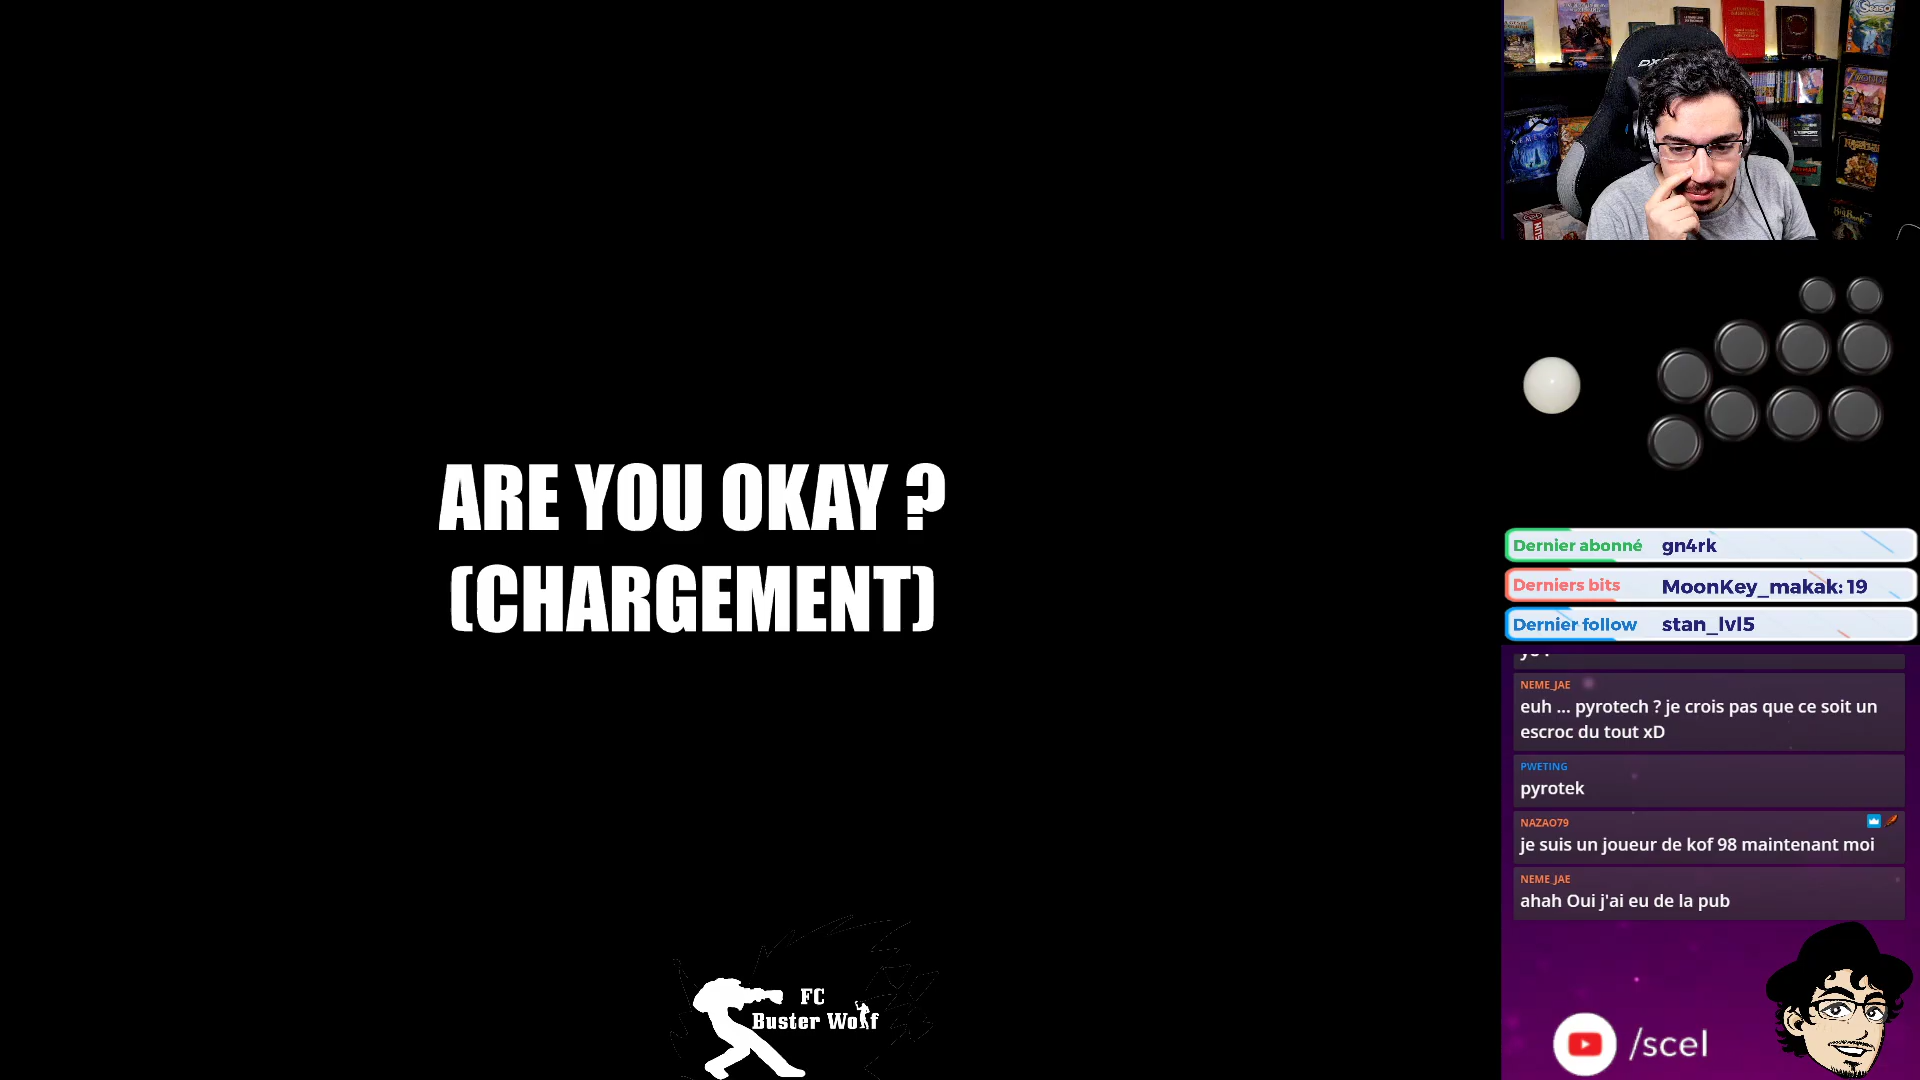 ARE YOU OKAY ?
(CHARGEMENT)
FC
Buster Wolf
Dernier abonné gn4rk
Derniers bits MoonKey_makak: 19
Dernier follow stan_lvl5
NEME_JAE
euh ... pyrotech ? je crois pas que ce soit un
escroc du tout xD
PWETING
pyrotek
NAZAO79
je suis un joueur de kof 98 maintenant moi
NEME_JAE
ahah Oui j'ai eu de la pub
/scel